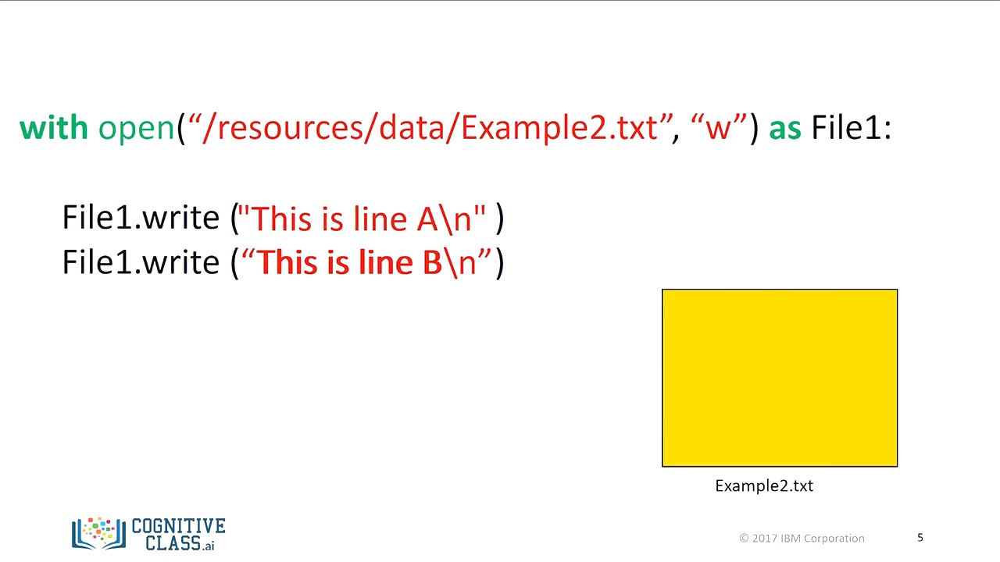 with open(“/resources/data/Example2.txt”, “w”) as File1:
File1.write ("This is line A\n" )
File1.write (“This is line B\n”)
Example2.txt
COGNITIVE
CLASS.ai
© 2017 IBM Corporation
5